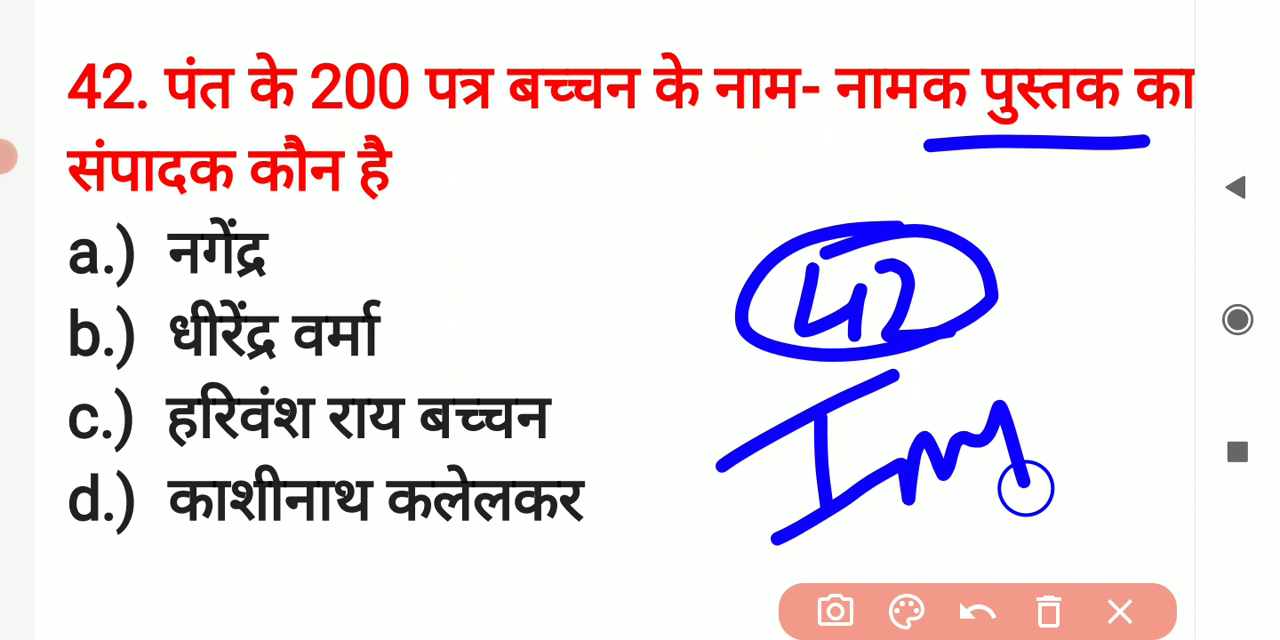 42. पंत के 200 पत्र बच्चन के नाम- नामक पुस्तक का
संपादक कौन है
a.) नगेंद्र
b.) धीरेंद्र वर्मा
c.) हरिवंश राय बच्चन
d.) काशीनाथ कलेलकर
42
Im